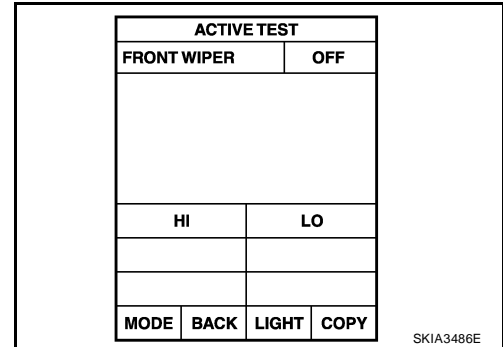 ACTIVE TEST
FRONT WIPER OFF
HI LO
MODE BACK LIGHT COPY
SKIA3486E